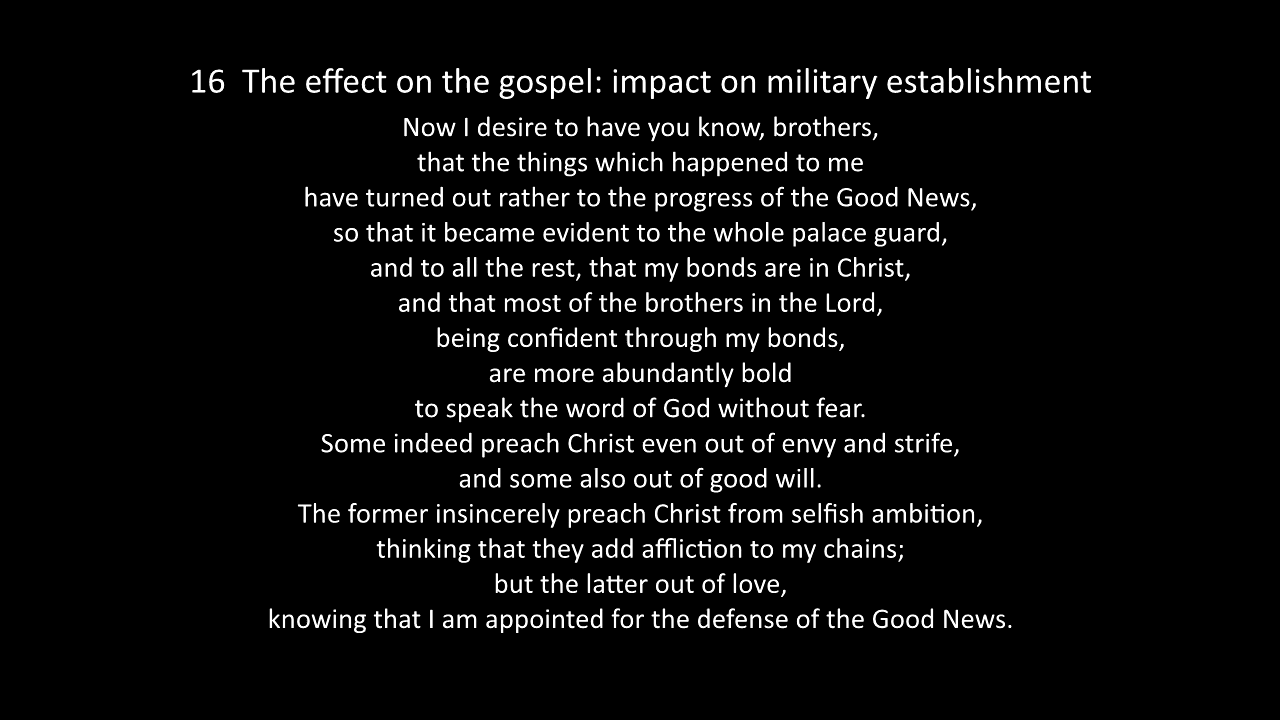 16  The effect on the gospel: impact on military establishment
Now I desire to have you know, brothers,
that the things which happened to me
have turned out rather to the progress of the Good News,
so that it became evident to the whole palace guard,
and to all the rest, that my bonds are in Christ,
and that most of the brothers in the Lord,
being confident through my bonds,
are more abundantly bold
to speak the word of God without fear.
Some indeed preach Christ even out of envy and strife,
and some also out of good will.
The former insincerely preach Christ from selfish ambition,
thinking that they add affliction to my chains;
but the latter out of love,
knowing that I am appointed for the defense of the Good News.